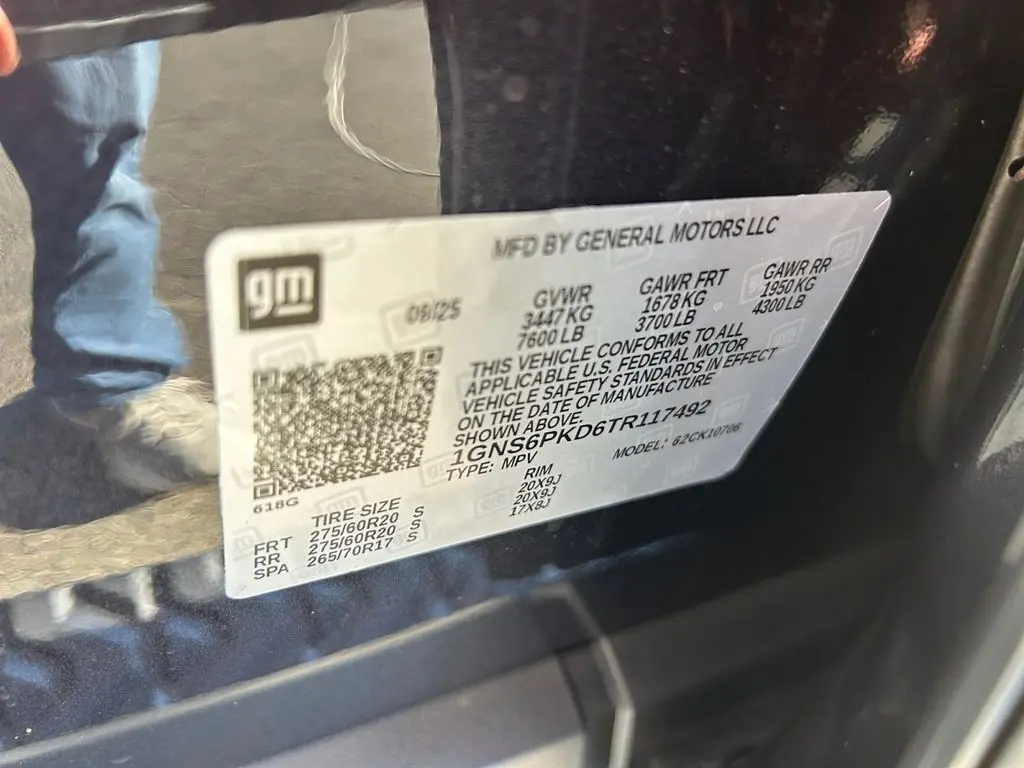 gm
MFD BY GENERAL MOTORS LLC
08/25
GVWR
3447 KG
7600 LB
GAWR FRT
1678 KG
3700 LB
GAWR RR
1950 KG
4300 LB
THIS VEHICLE CONFORMS TO ALL
APPLICABLE U.S. FEDERAL MOTOR
VEHICLE SAFETY STANDARDS IN EFFECT
ON THE DATE OF MANUFACTURE
SHOWN ABOVE.
1GNS6PKD6TR117492
TYPE: MPV
MODEL: 62CK10706
618G
TIRE SIZE RIM
FRT 275/60R20 S 20X9J
RR 275/60R20 S 20X9J
SPA 265/70R17 S 17X8J